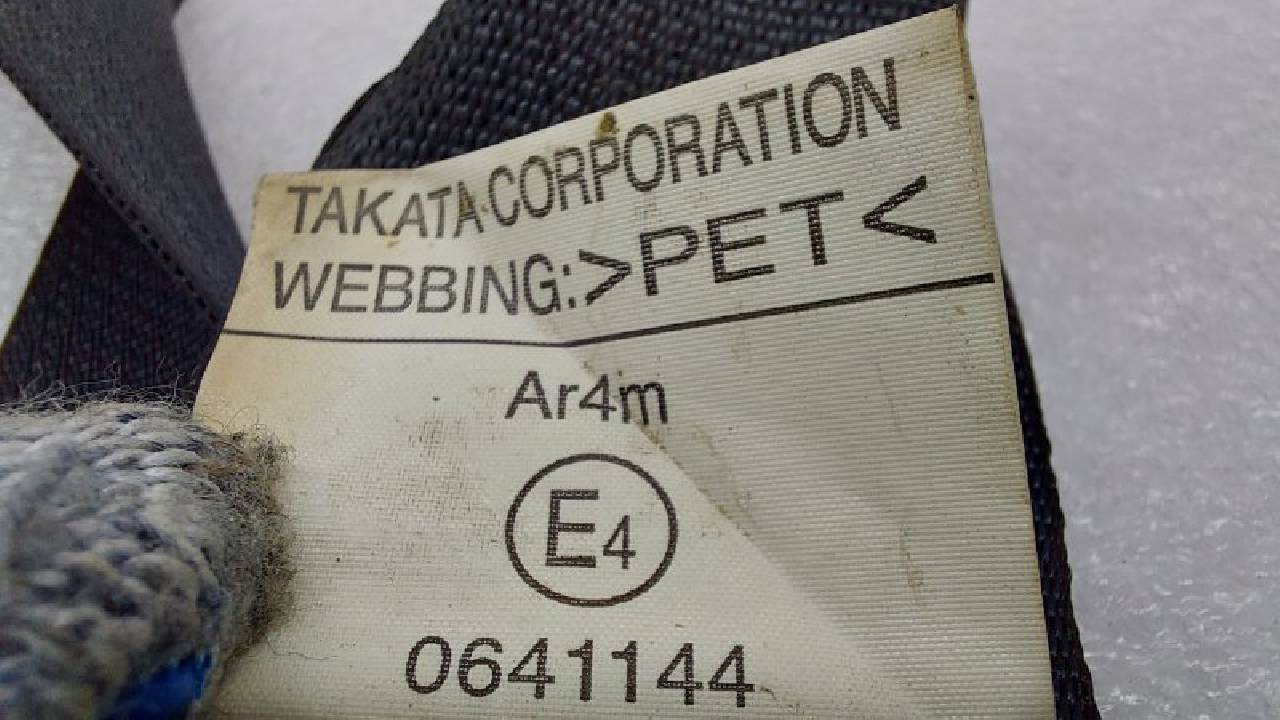 TAKATA CORPORATION
WEBBING:>PET<
Ar4m
E4
0641144